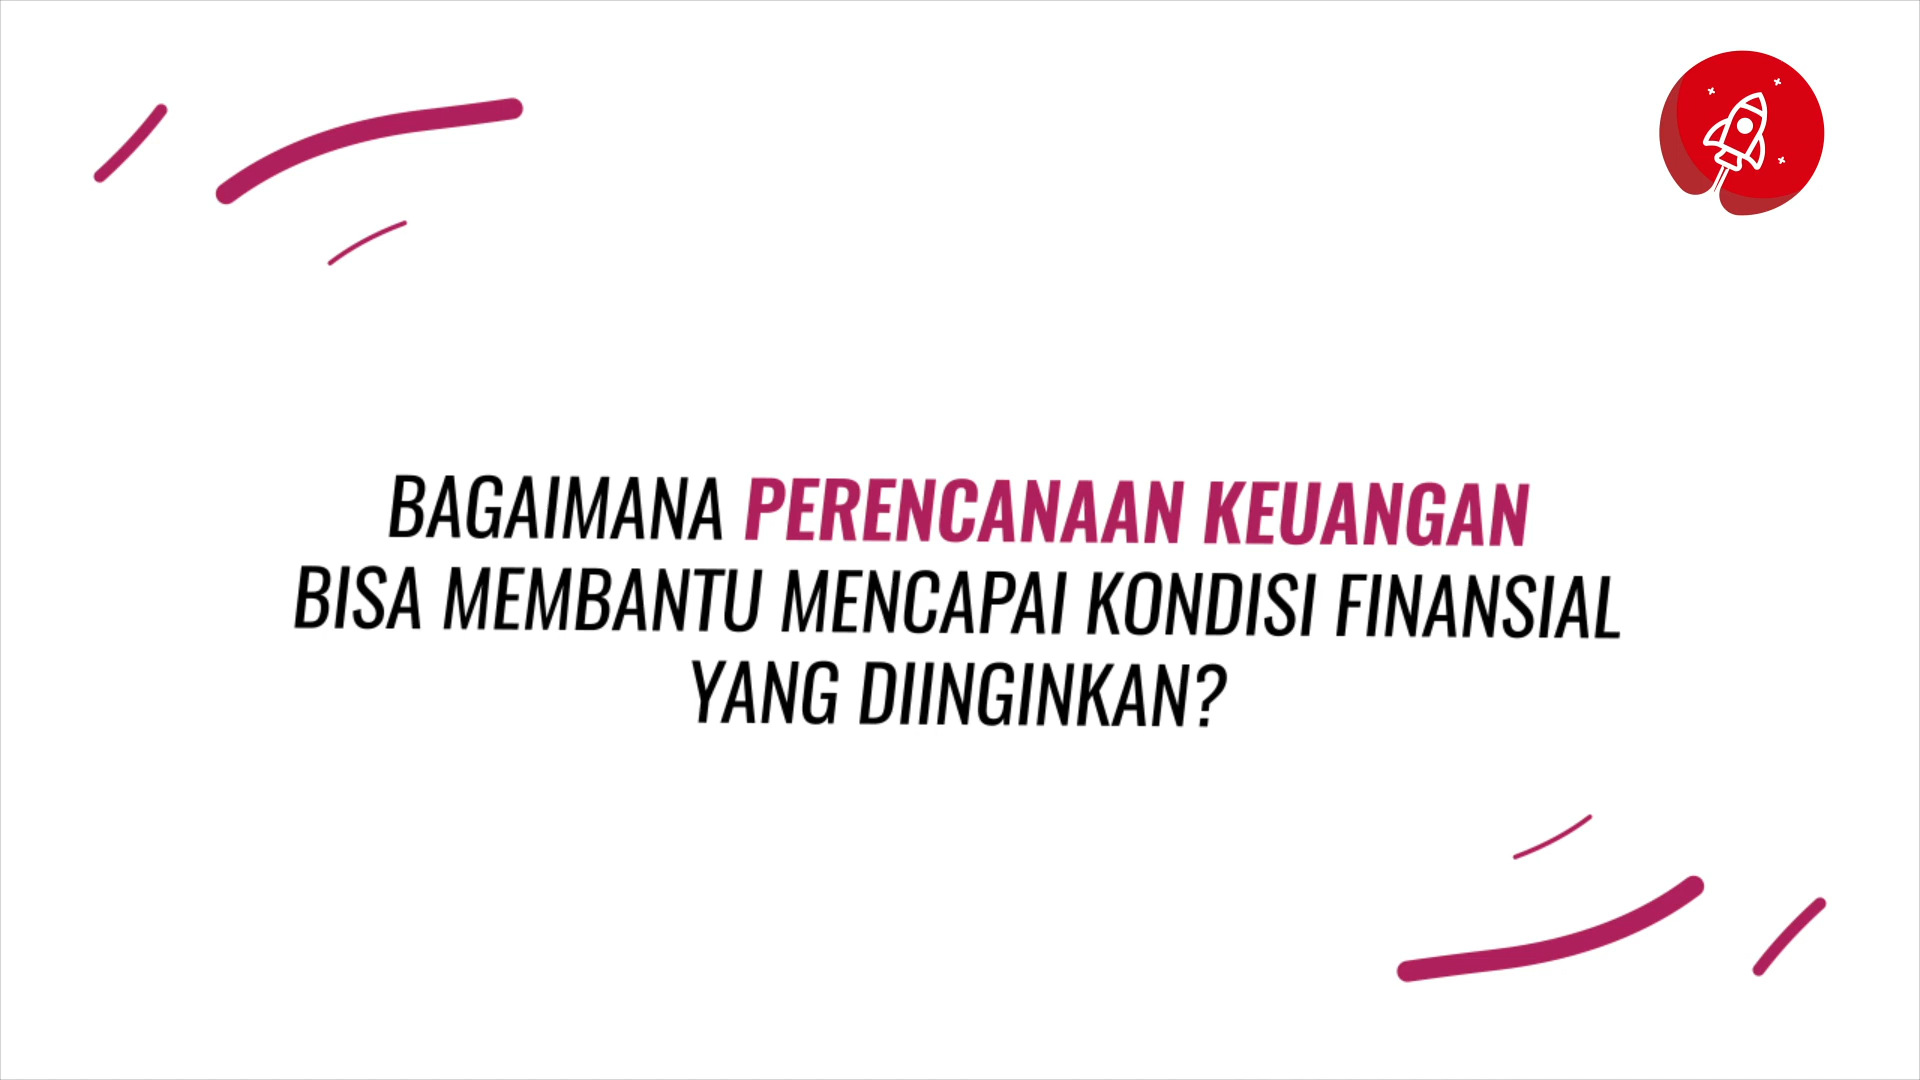 BAGAIMANA PERENCANAAN KEUANGAN
BISA MEMBANTU MENCAPAI KONDISI FINANSIAL
YANG DIINGINKAN?